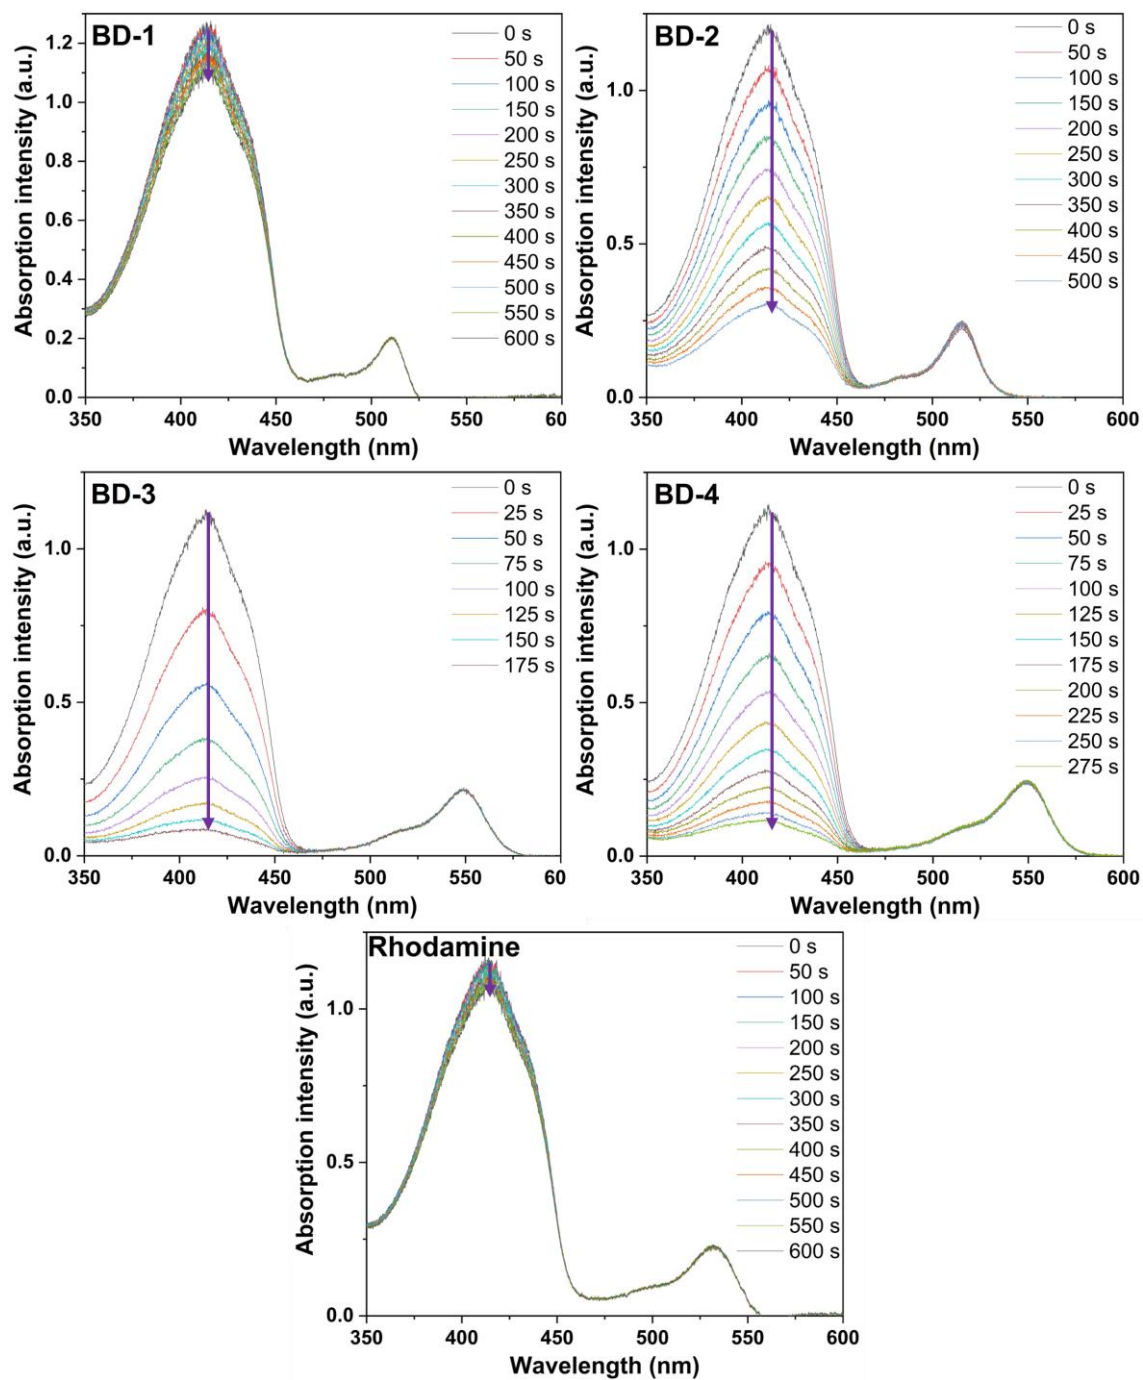 BD-1
Absorption intensity (a.u.)
1.2
1.0
0.8
0.6
0.4
0.2
0.0
0 s
50 s
100 s
150 s
200 s
250 s
300 s
350 s
400 s
450 s
500 s
550 s
600 s
350 400 450 500 550 60
Wavelength (nm)
BD-2
Absorption intensity (a.u.)
1.0
0.5
0.0
0 s
50 s
100 s
150 s
200 s
250 s
300 s
350 s
400 s
450 s
500 s
350 400 450 500 550 600
Wavelength (nm)
BD-3
Absorption intensity (a.u.)
1.0
0.5
0.0
0 s
25 s
50 s
75 s
100 s
125 s
150 s
175 s
350 400 450 500 550 60
Wavelength (nm)
BD-4
Absorption intensity (a.u.)
1.0
0.5
0.0
0 s
25 s
50 s
75 s
100 s
125 s
150 s
175 s
200 s
225 s
250 s
275 s
350 400 450 500 550 600
Wavelength (nm)
Rhodamine
Absorption intensity (a.u.)
1.0
0.5
0.0
0 s
50 s
100 s
150 s
200 s
250 s
300 s
350 s
400 s
450 s
500 s
550 s
600 s
350 400 450 500 550 600
Wavelength (nm)